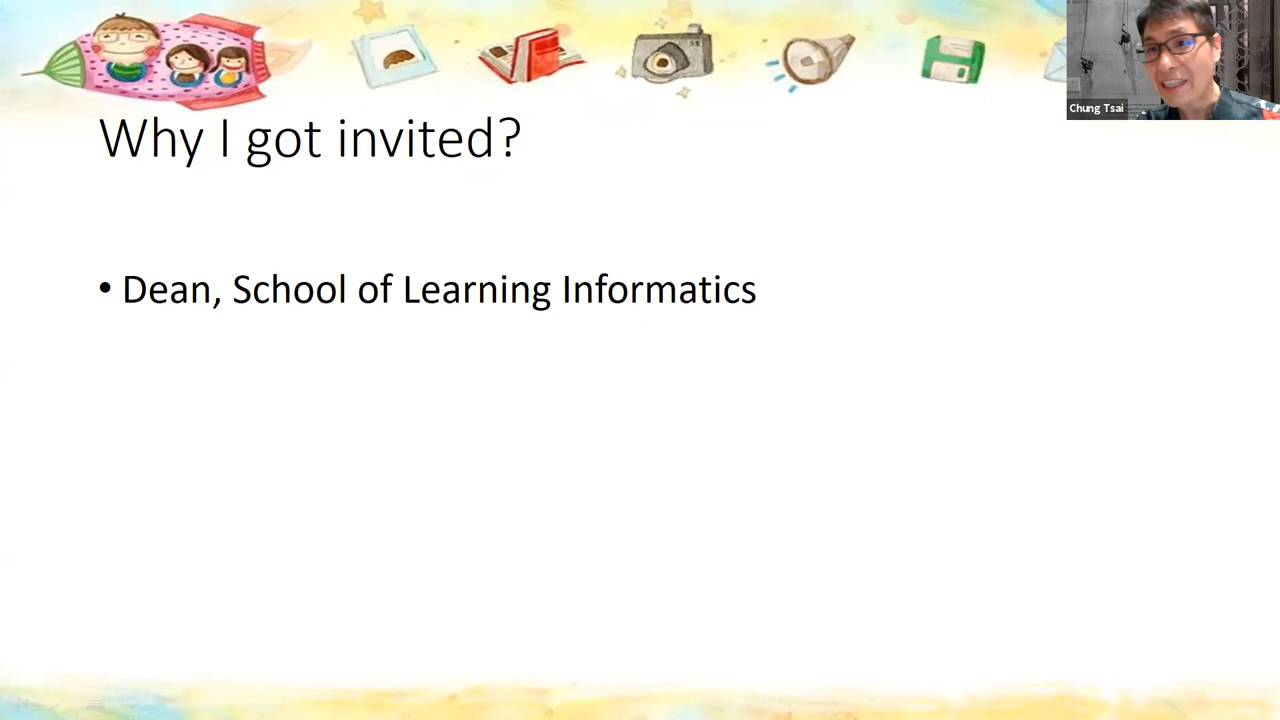 Chung Tsai
Why I got invited?
• Dean, School of Learning Informatics